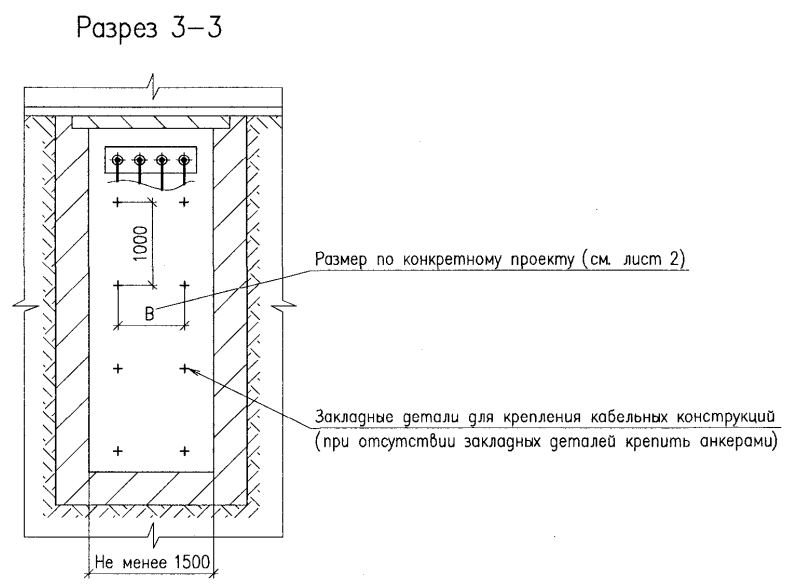 Разрез 3–3
1000
Размер по конкретному проекту (см. лист 2)
В
Закладные детали для крепления кабельных конструкций
(при отсутствии закладных деталей крепить анкерами)
Не менее 1500